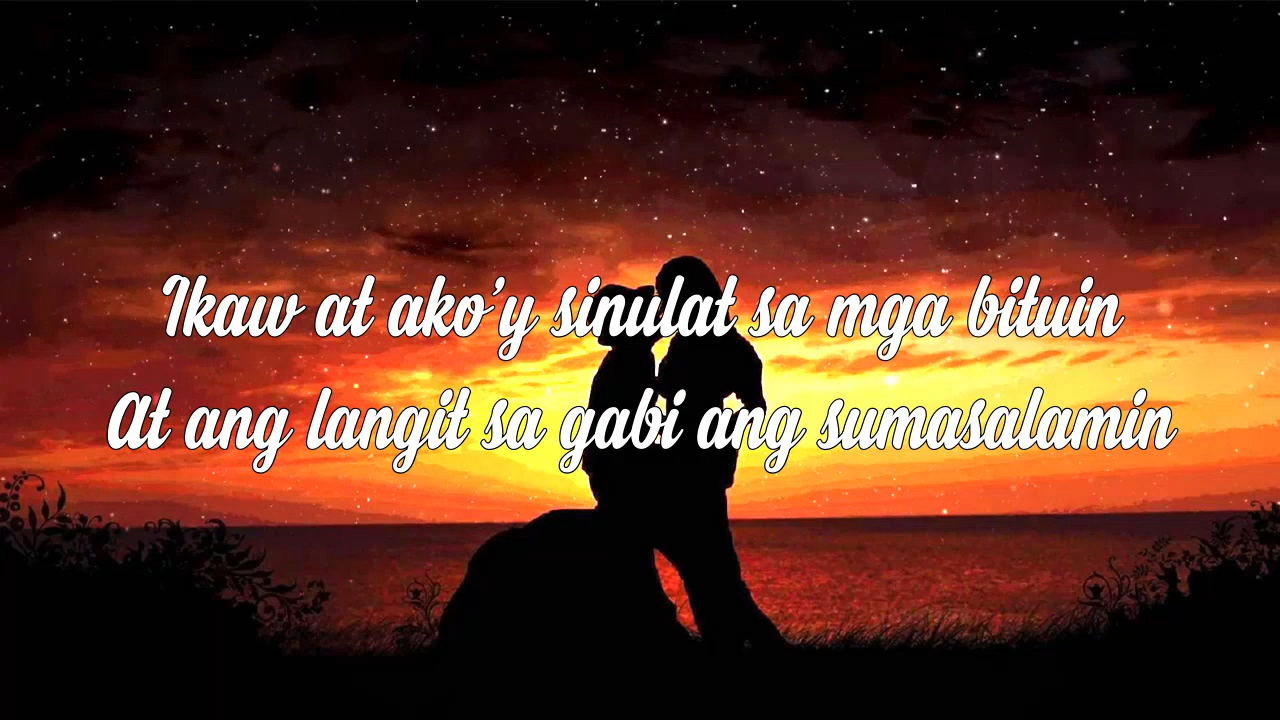 Ikaw at ako'y sinulat sa mga bituin
At ang langit sa gabi ang sumasalamin